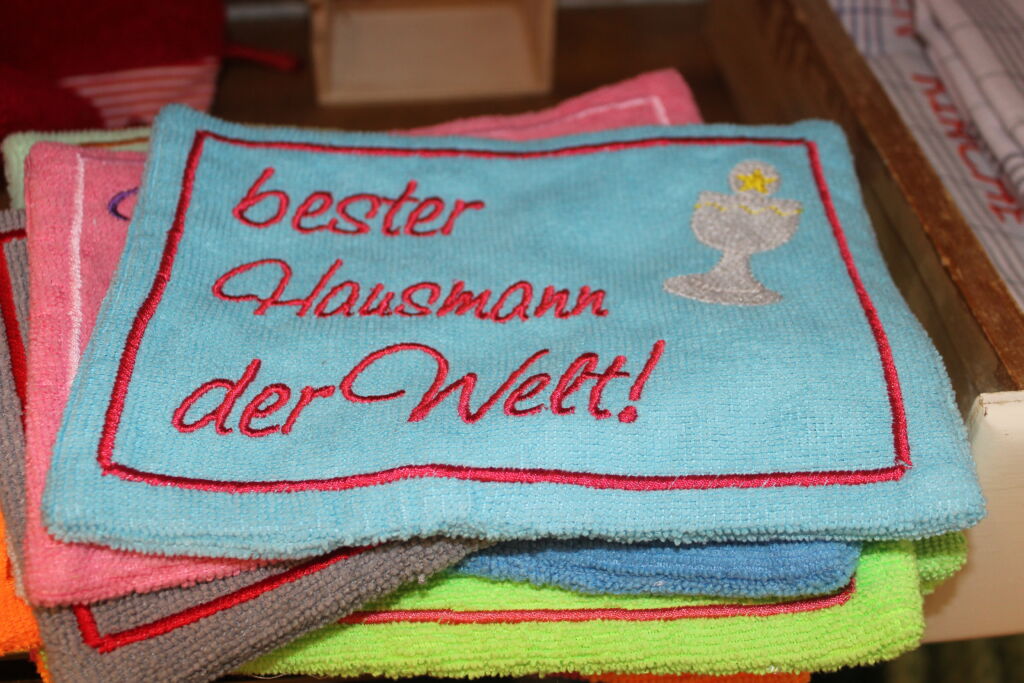 bester
Hausmann
der Welt!